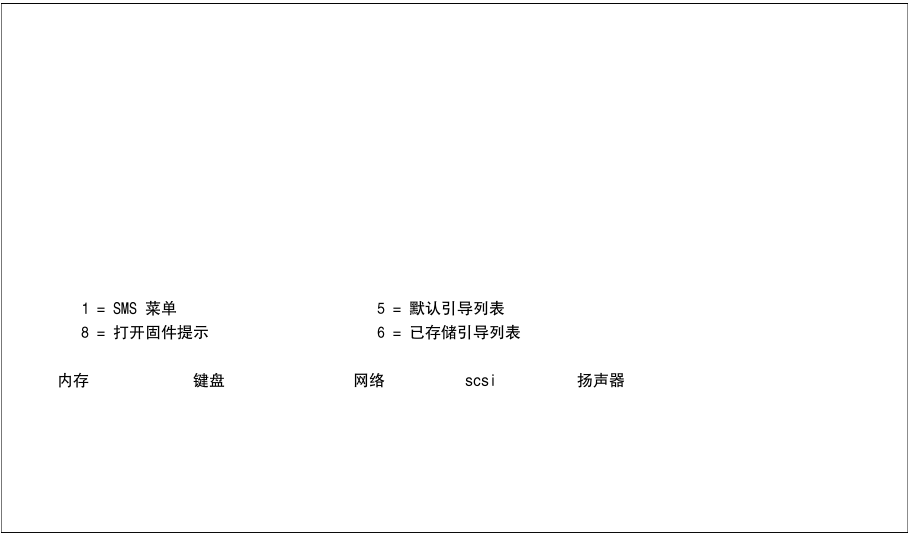 1 = SMS 菜单 5 = 默认引导列表
8 = 打开固件提示 6 = 已存储引导列表
内存 键盘 网络 scsi 扬声器